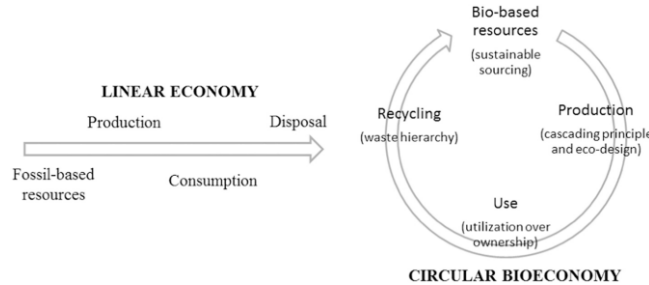 LINEAR ECONOMY
Production
Disposal
Fossil-based
resources
Consumption
Bio-based
resources
(sustainable
sourcing)
Production
(cascading principle
and eco-design)
Use
(utilization over
ownership)
Recycling
(waste hierarchy)
CIRCULAR BIOECONOMY